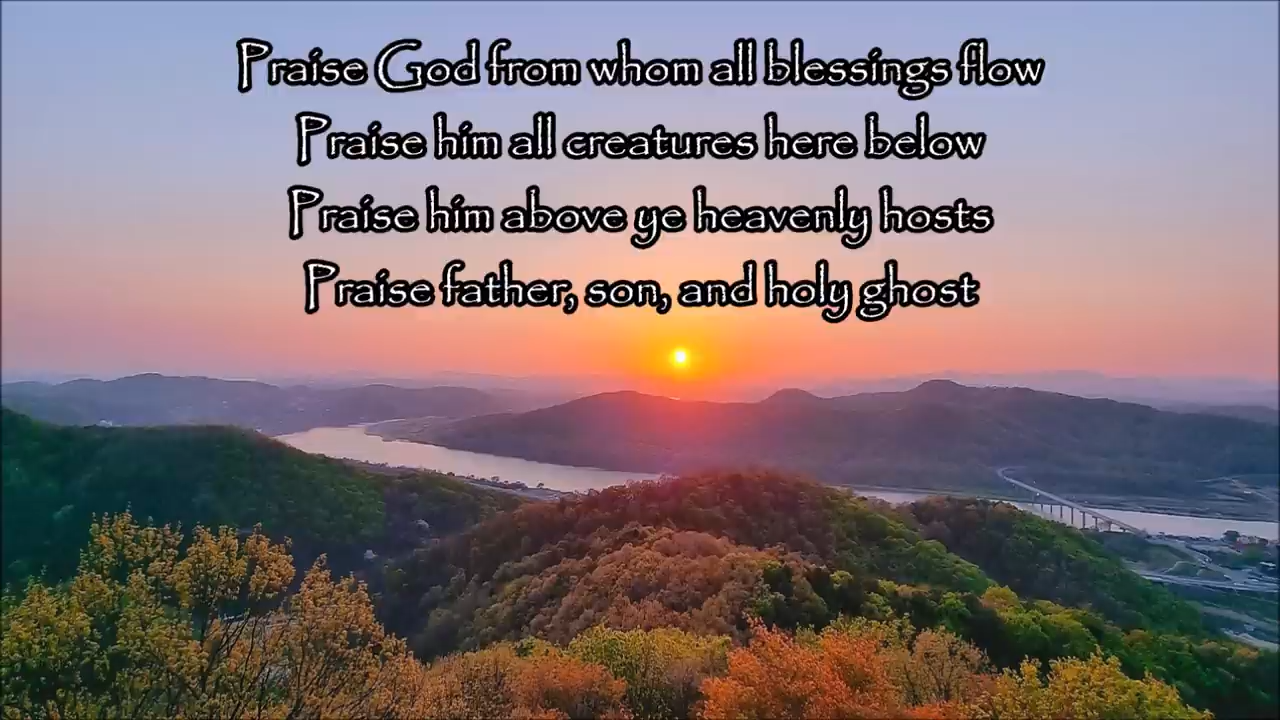 Praise God from whom all blessings flow
Praise him all creatures here below
Praise him above ye heavenly hosts
Praise father, son, and holy ghost